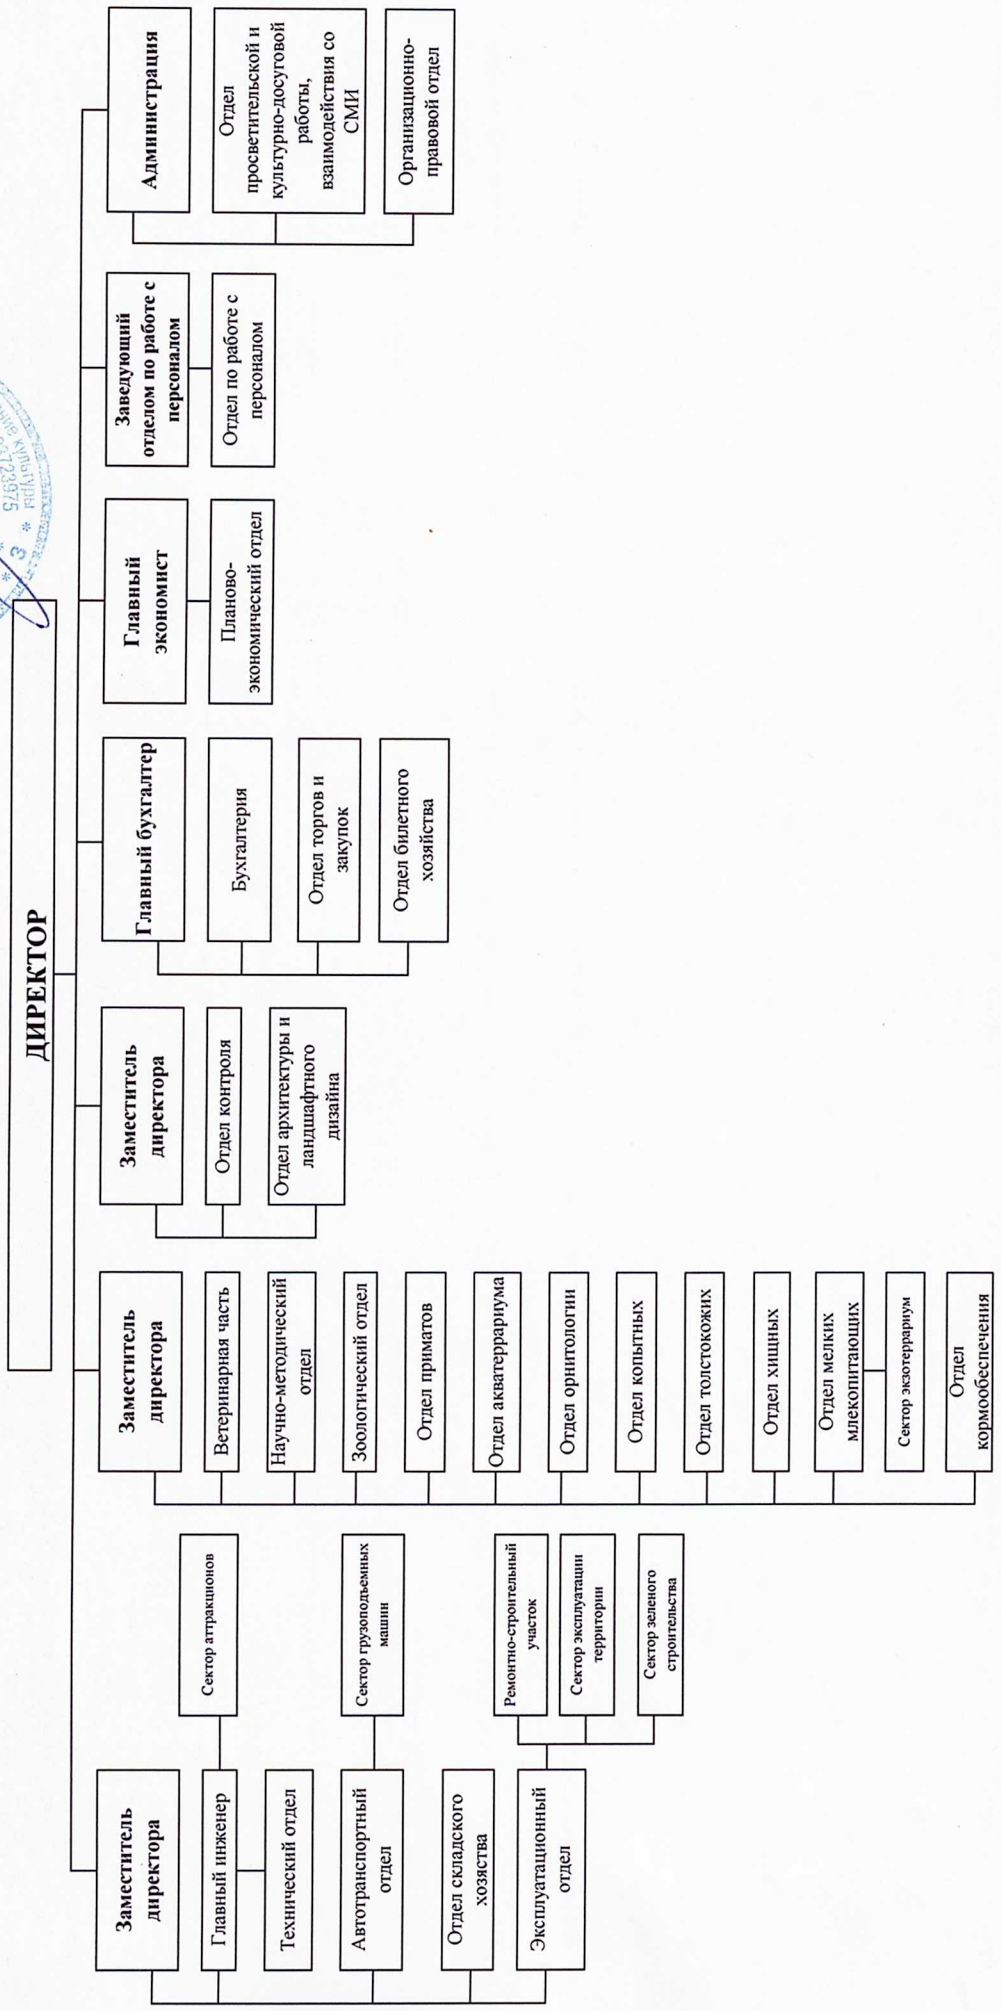 ДИРЕКТОР
Заместитель
директора
Главный инженер
Технический отдел
Сектор аттракционов
Автотранспортный
отдел
Сектор грузоподъемных
машин
Отдел складского
хозяства
Эксплуатационный
отдел
Ремонтно-строительный
участок
Сектор эксплуатации
территории
Сектор зеленого
строительства
Заместитель
директора
Ветеринарная часть
Научно-методический
отдел
Зоологический отдел
Отдел приматов
Отдел акватеррариума
Отдел орнитологии
Отдел копытных
Отдел толстокожих
Отдел хищных
Отдел мелких
млекопитающих
Сектор экзотеррариум
Отдел
кормообеспечения
Заместитель
директора
Отдел контроля
Отдел архитектуры и
ландшафтного
дизайна
Главный бухгалтер
Бухгалтерия
Отдел торгов и
закупок
Отдел билетного
хозяйства
Главный
экономист
Планово-
экономический отдел
Заведующий
отделом по работе с
персоналом
Отдел по работе с
персоналом
Администрация
Отдел
просветительской и
культурно-досуговой
работы,
взаимодействия со
СМИ
Организационно-
правовой отдел